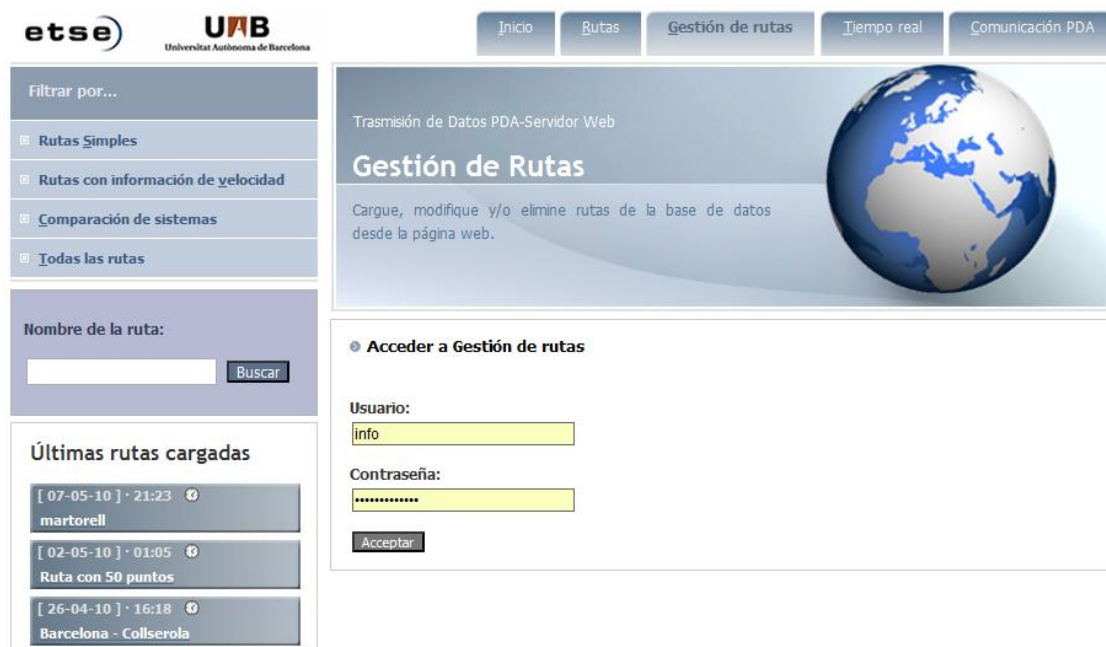 etse
UAB
Universitat Autònoma de Barcelona
Inicio
Rutas
Gestión de rutas
Tiempo real
Comunicación PDA
Filtrar por...
Rutas Simples
Rutas con información de velocidad
Comparación de sistemas
Todas las rutas
Nombre de la ruta:
Buscar
Últimas rutas cargadas
[ 07-05-10 ] · 21:23
martorell
[ 02-05-10 ] · 01:05
Ruta con 50 puntos
[ 26-04-10 ] · 16:18
Barcelona - Collserola
Trasmisión de Datos PDA-Servidor Web
Gestión de Rutas
Cargue, modifique y/o elimine rutas de la base de datos
desde la página web.
Acceder a Gestión de rutas
Usuario:
info
Contraseña:
•••••••••••••
Acceptar